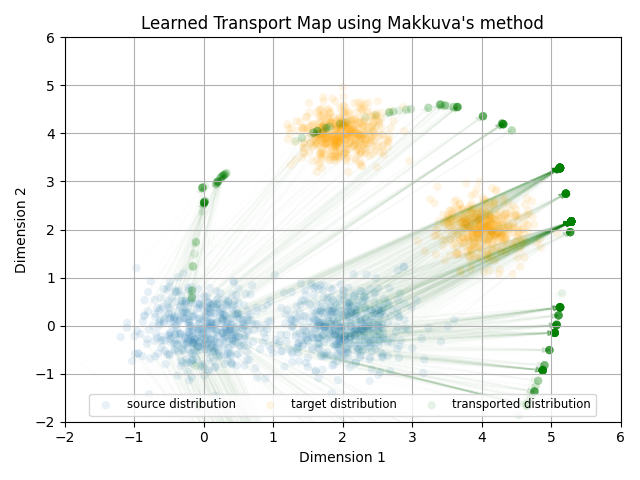 Learned Transport Map using Makkuva's method
6
5
4
3
2
1
0
−1
−2
Dimension 2
source distribution target distribution transported distribution
−2 −1 0 1 2 3 4 5 6
Dimension 1